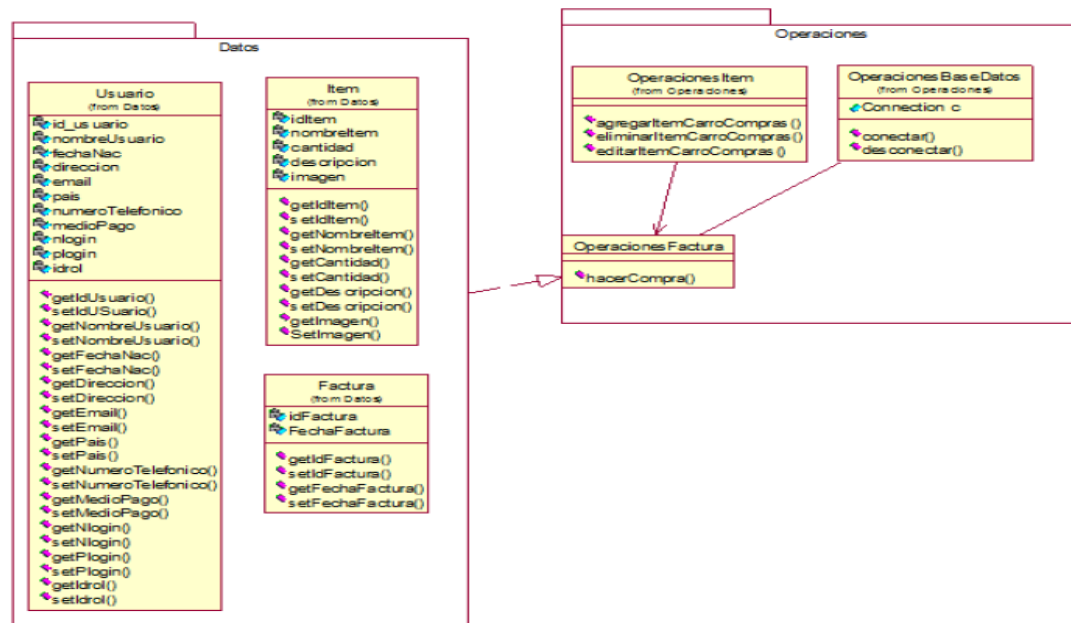 Datos
Usuario
(from Datos)
id_usuario
nombreUsuario
fechaNac
direccion
email
pais
numeroTelefonico
medioPago
nlogin
plogin
idrol
getIdUsuario()
setIdUSuario()
getNombreUsuario()
setNombreUsuario()
getFechaNac()
setFechaNac()
getDireccion()
setDireccion()
getEmail()
setEmail()
getPais()
setPais()
getNumeroTelefonico()
setNumeroTelefonico()
getMedioPago()
setMedioPago()
getNlogin()
setNlogin()
getPlogin()
setPlogin()
getIdrol()
setIdrol()
Item
(from Datos)
idItem
nombreItem
cantidad
descripcion
imagen
getIdItem()
setIdItem()
getNombreItem()
setNombreItem()
getCantidad()
setCantidad()
getDescripcion()
setDescripcion()
getImagen()
SetImagen()
Factura
(from Datos)
idFactura
FechaFactura
getIdFactura()
setIdFactura()
getFechaFactura()
setFechaFactura()
Operaciones
OperacionesItem
(from Operaciones)
agregarItemCarroCompras()
eliminarItemCarroCompras()
editarItemCarroCompras()
OperacionesBaseDatos
(from Operaciones)
Connection c
conectar()
desconectar()
OperacionesFactura
hacerCompra()